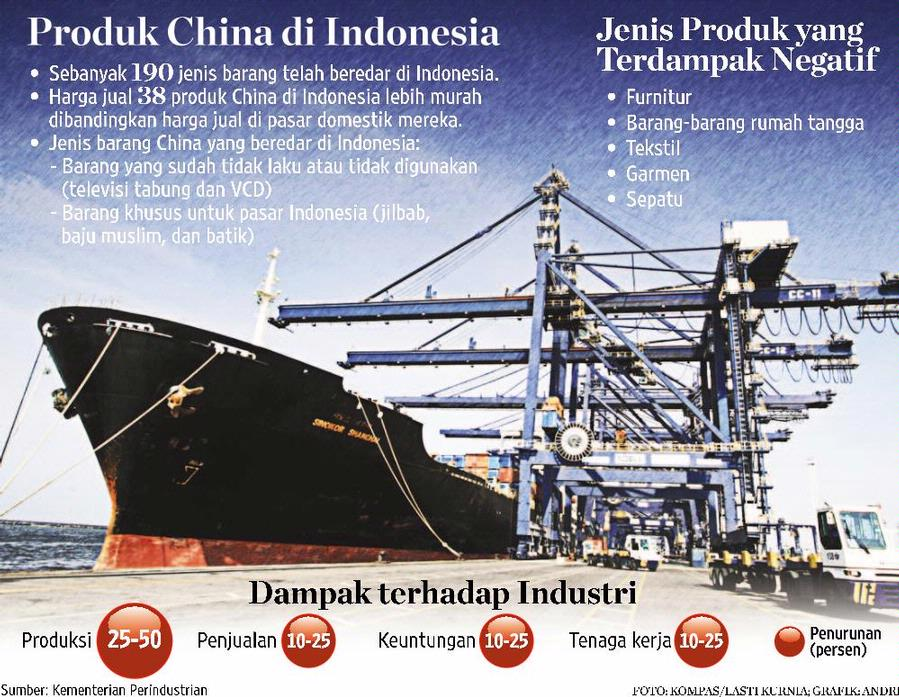 Produk China di Indonesia
• Sebanyak 190 jenis barang telah beredar di Indonesia.
• Harga jual 38 produk China di Indonesia lebih murah
dibandingkan harga jual di pasar domestik mereka.
• Jenis barang China yang beredar di Indonesia:
- Barang yang sudah tidak laku atau tidak digunakan
(televisi tabung dan VCD)
- Barang khusus untuk pasar Indonesia (jilbab,
baju muslim, dan batik)
Jenis Produk yang
Terdampak Negatif
• Furnitur
• Barang-barang rumah tangga
• Tekstil
• Garmen
• Sepatu
CC-11
Dampak terhadap Industri
Produksi 25-50 Penjualan 10-25 Keuntungan 10-25 Tenaga kerja 10-25 Penurunan
(persen)
Sumber: Kementerian Perindustrian
FOTO: KOMPAS/LASTI KURNIA; GRAFIK: ANDRI